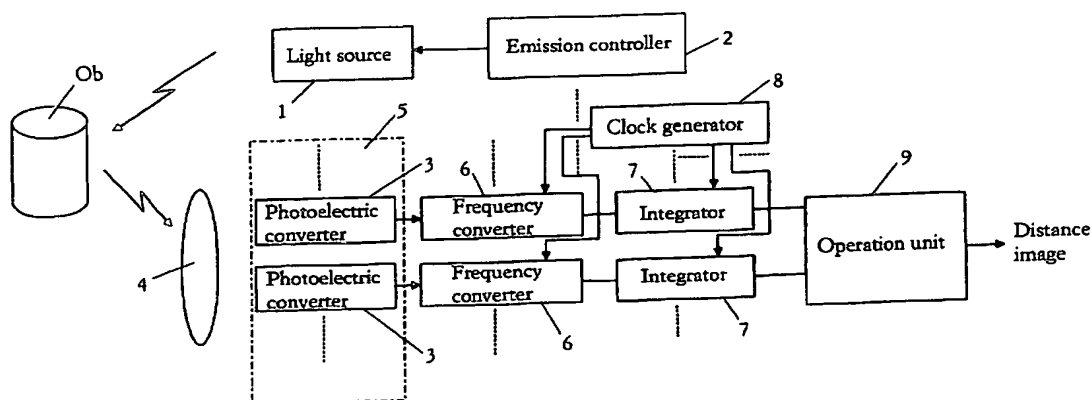 Light source
Emission controller
2
Ob
1
8
Clock generator
5
3
6
7
9
Photoelectric
converter
Frequency
converter
Integrator
Operation unit
Distance
image
4
Photoelectric
converter
Frequency
converter
Integrator
3
6
7